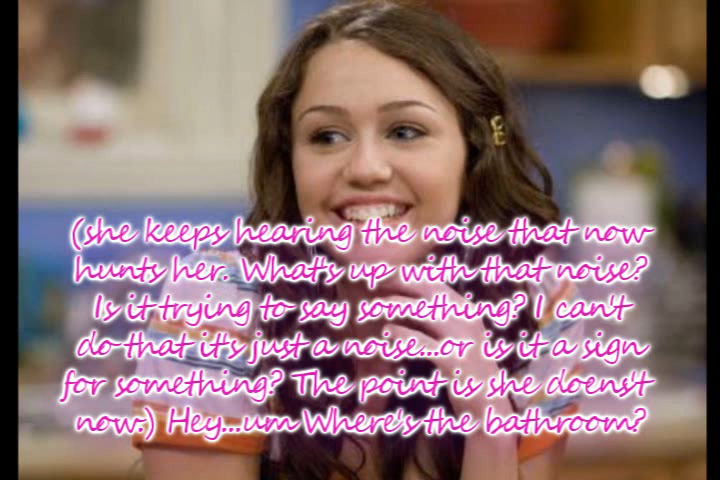 (she keeps hearing the noise that now
hunts her. What's up with that noise?
Is it trying to say something? I can't
do that it's just a noise...or is it a sign
for something? The point is she doens't
now.) Hey...um Where's the bathroom?